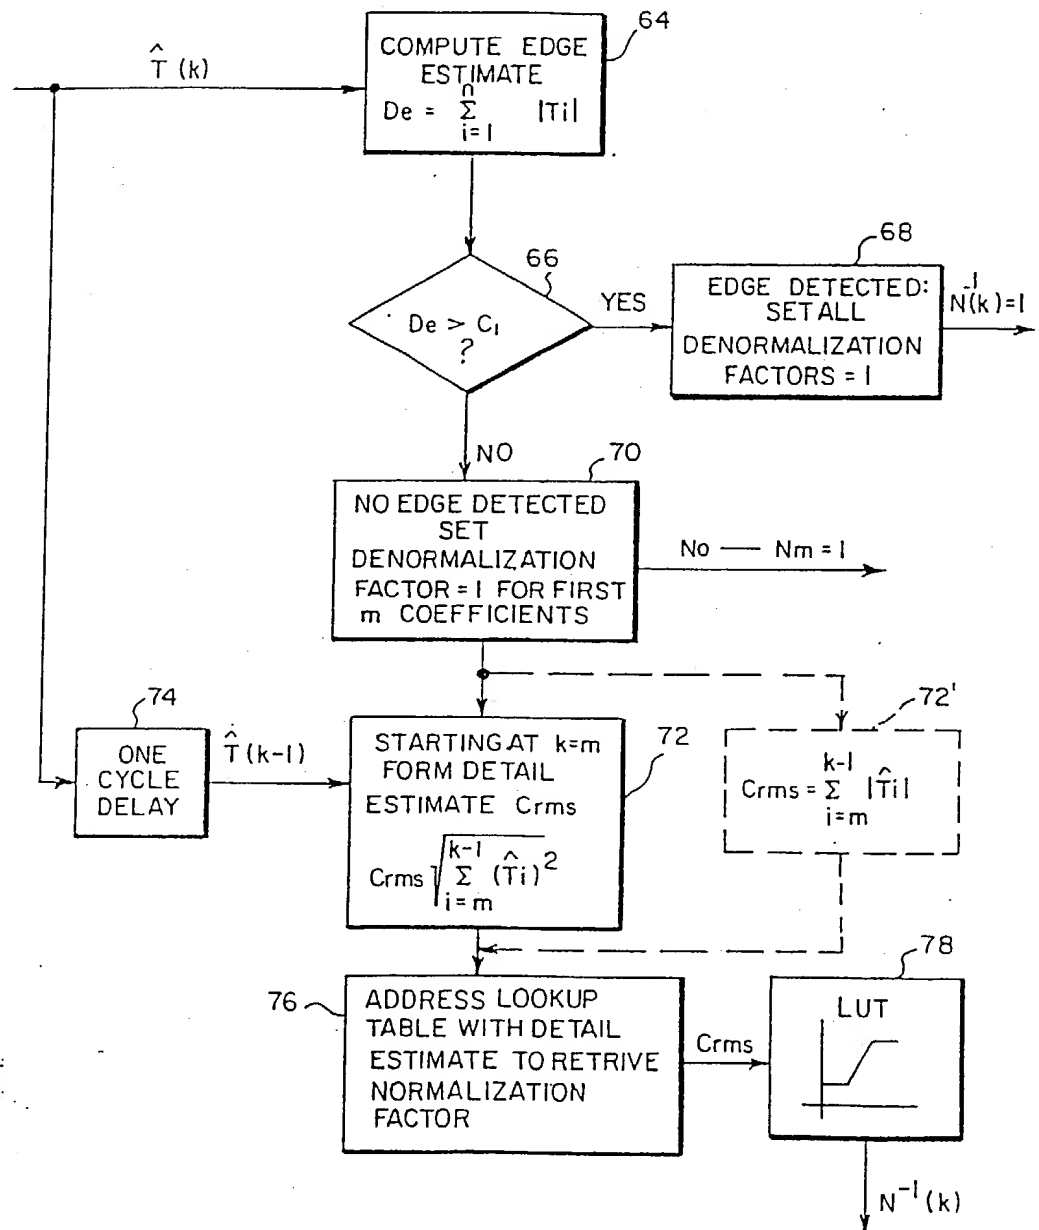 64
T̂ (k)
COMPUTE EDGE
ESTIMATE
n
De = Σ |Ti|
i=1
66
De > C₁
?
YES
68
EDGE DETECTED:
SET ALL
DENORMALIZATION
FACTORS = 1
N⁻¹(k)=1
NO
70
NO EDGE DETECTED
SET
DENORMALIZATION
FACTOR = 1 FOR FIRST
m COEFFICIENTS
No — Nm = 1
74
ONE
CYCLE
DELAY
T̂ (k-1)
72
STARTING AT k=m
FORM DETAIL
ESTIMATE Crms
k-1
Crms √ Σ (T̂i)²
i=m
72'
k-1
Crms = Σ |T̂i|
i=m
76
ADDRESS LOOKUP
TABLE WITH DETAIL
ESTIMATE TO RETRIVE
NORMALIZATION
FACTOR
Crms
78
LUT
N⁻¹ (k)